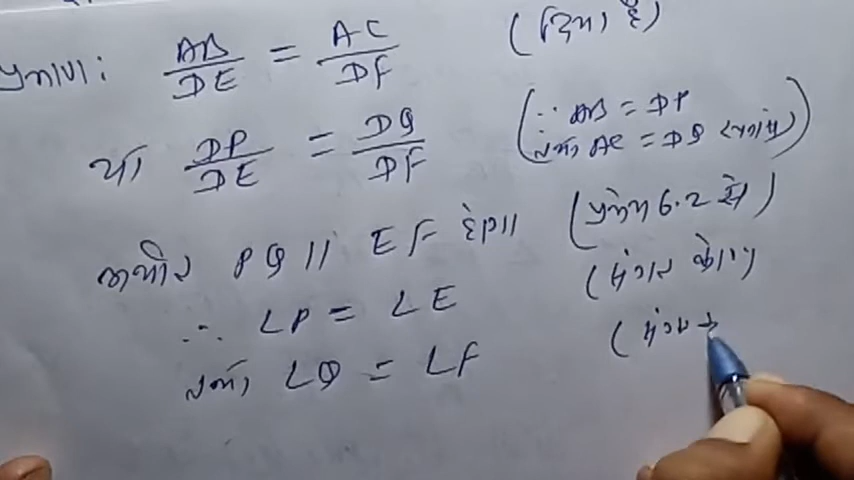 प्रमाण: AB/DE = AC/DF (दिया है)
या DP/DE = DQ/DF (∵ AB = DP तथा AC = DQ रचना से)
अर्थात PQ || EF होगा (प्रमेय 6.2 से)
∴ ∠P = ∠E (संगत कोण)
तथा ∠Q = ∠F (संगत